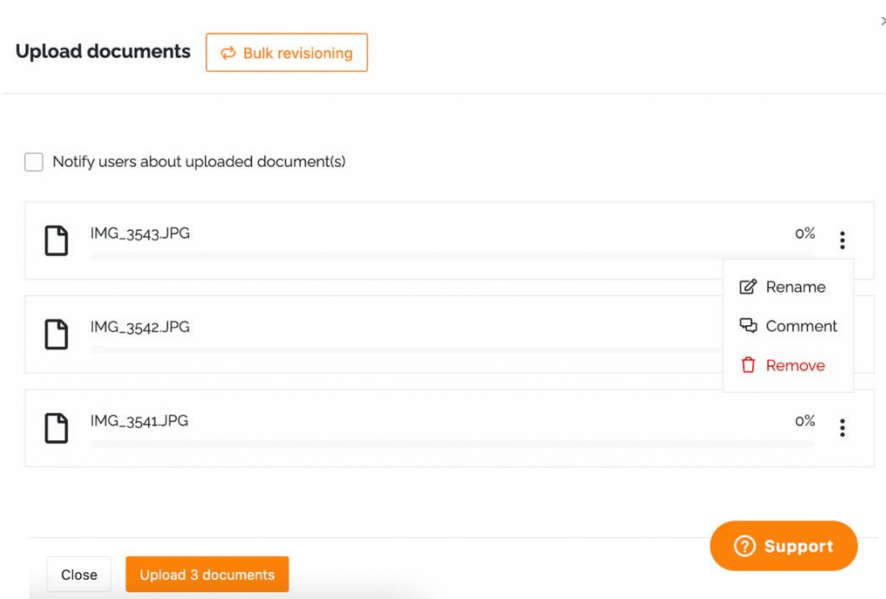 Upload documents
Bulk revisioning
Notify users about uploaded document(s)
IMG_3543.JPG
0%
Rename
IMG_3542.JPG
Comment
Remove
IMG_3541.JPG
0%
Support
Close
Upload 3 documents